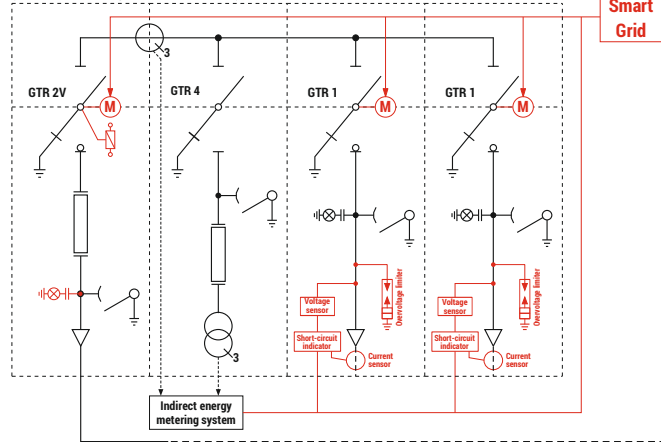 Smart
Grid
3
GTR 2V
M
GTR 4
GTR 1
M
GTR 1
M
Voltage
sensor
Overvoltage limiter
Voltage
sensor
Overvoltage limiter
Short-circuit
indicator
Current
sensor
Short-circuit
indicator
Current
sensor
3
Indirect energy
metering system